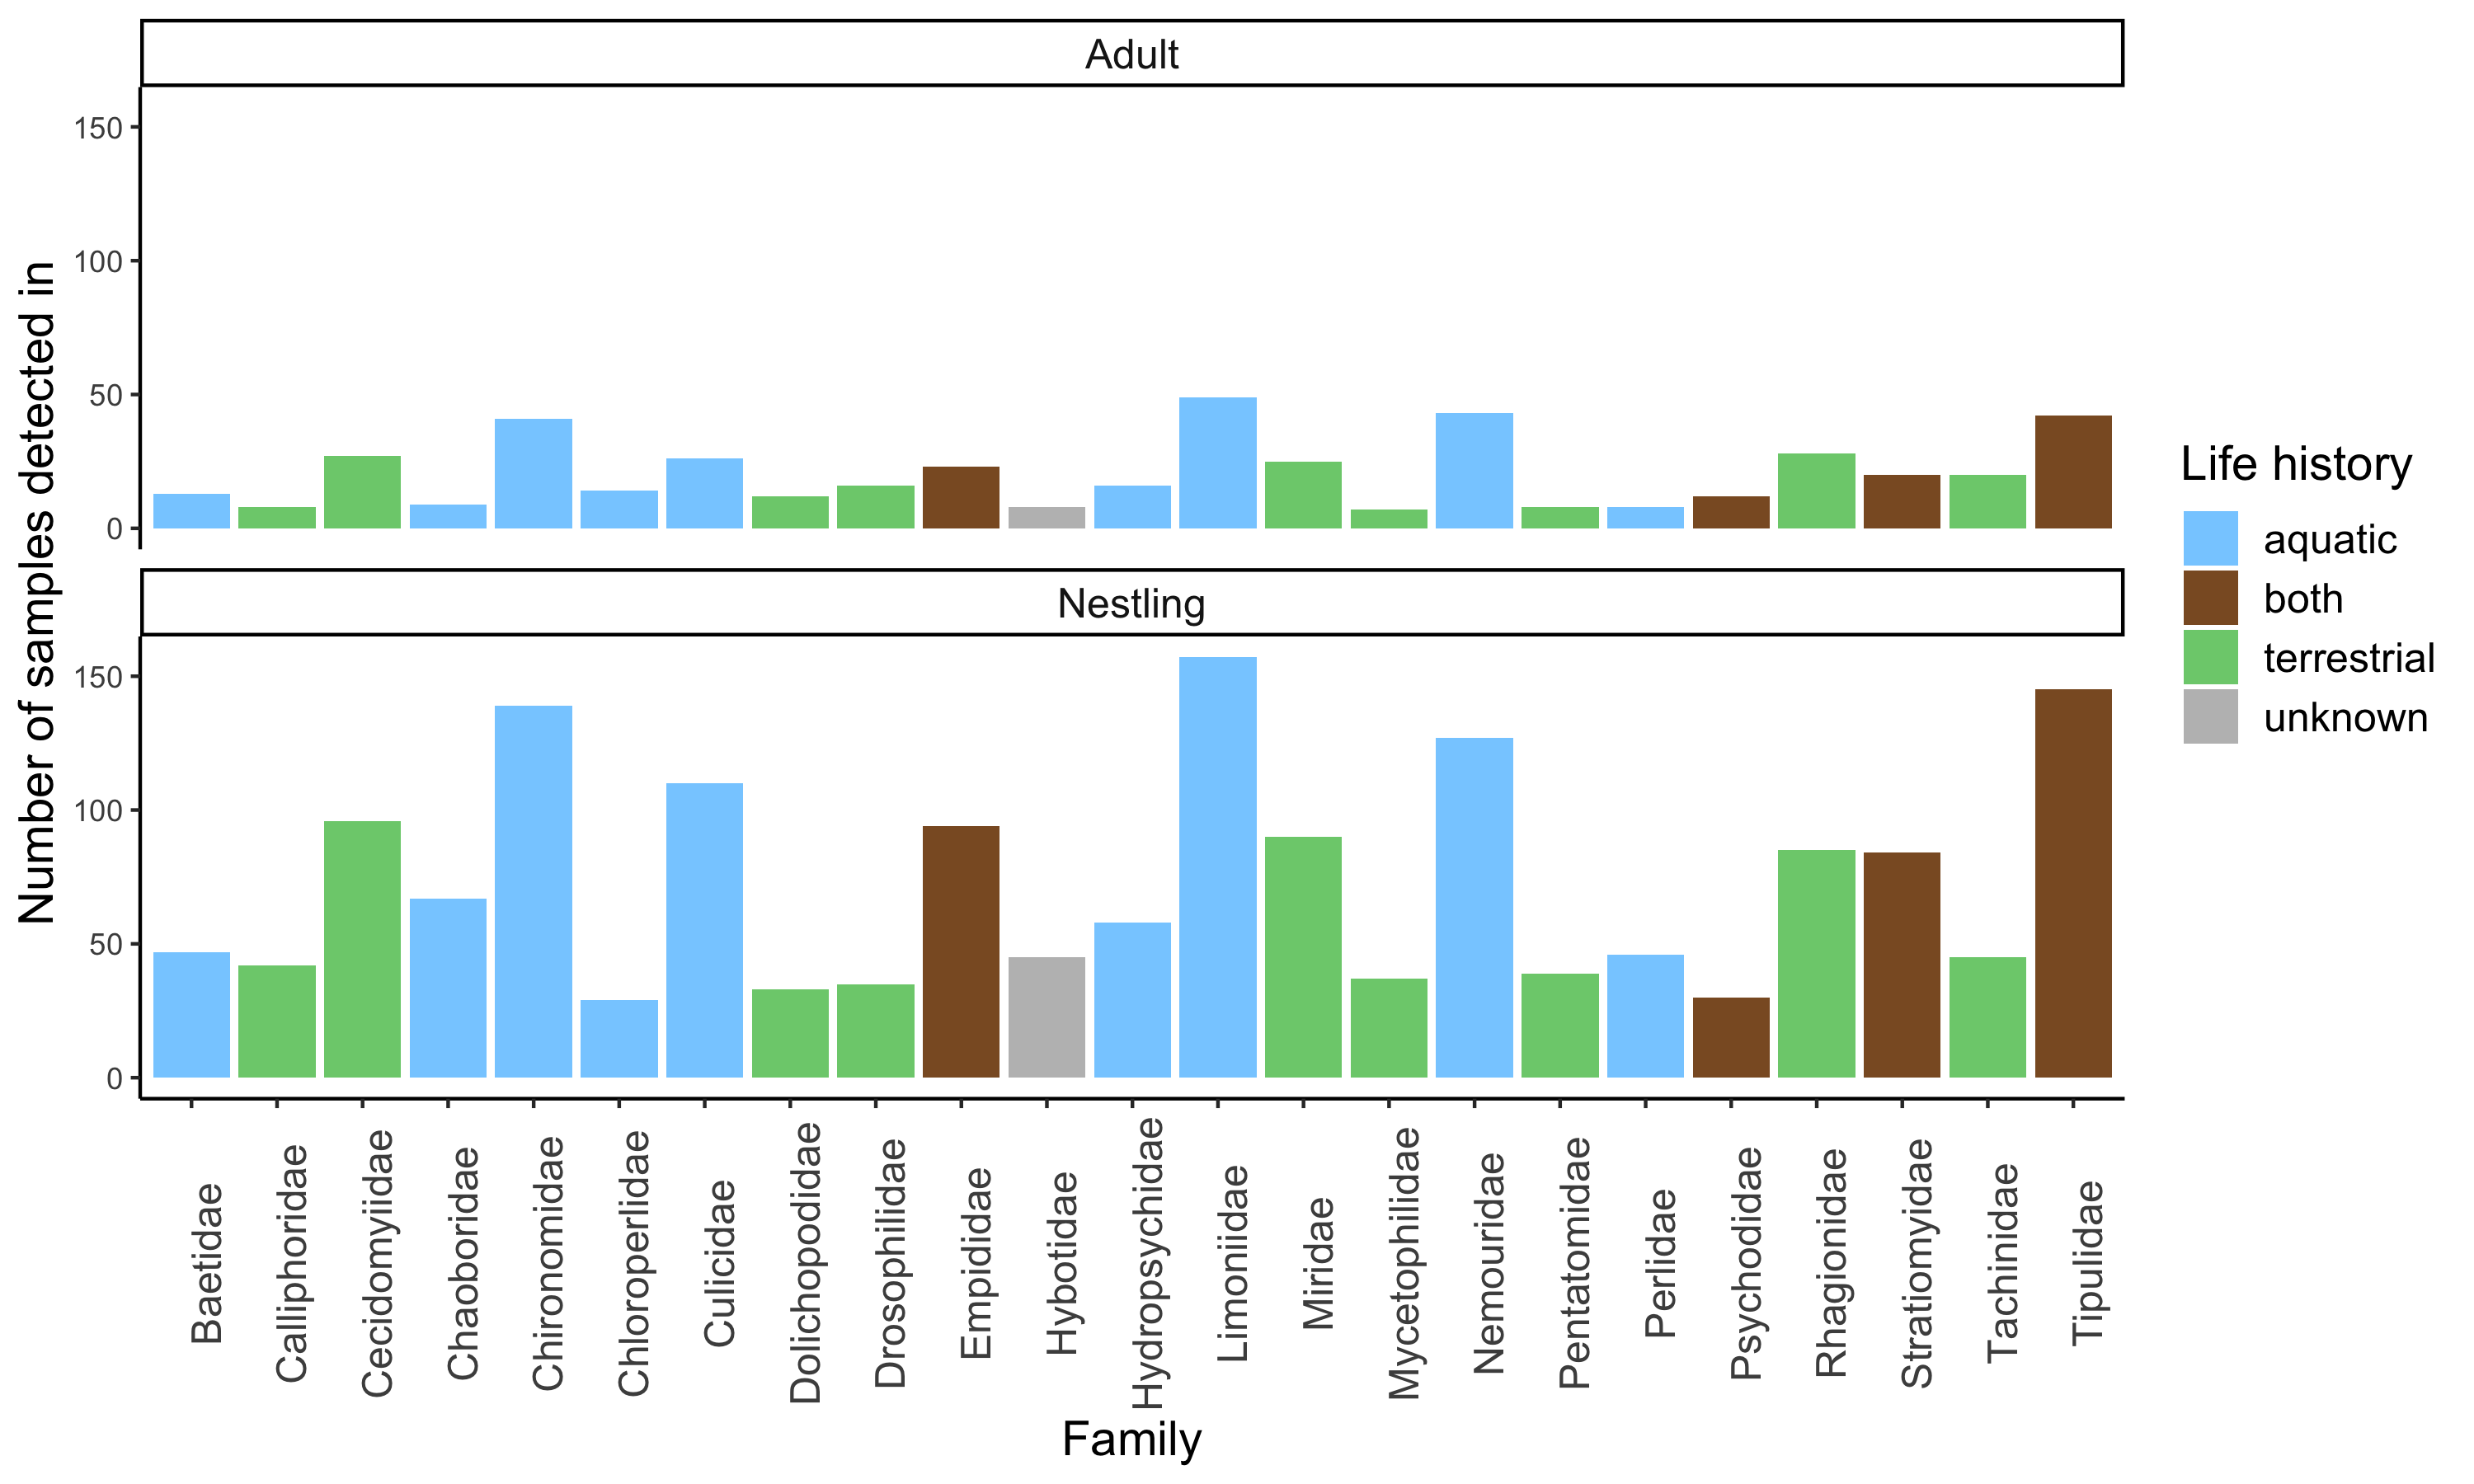 Adult
150
100
50
0
Nestling
150
100
50
0
Number of samples detected in
Baetidae
Calliphoridae
Cecidomyiidae
Chaoboridae
Chironomidae
Chloroperlidae
Culicidae
Dolichopodidae
Drosophilidae
Empididae
Hybotidae
Hydropsychidae
Limoniidae
Miridae
Mycetophilidae
Nemouridae
Pentatomidae
Perlidae
Psychodidae
Rhagionidae
Stratiomyidae
Tachinidae
Tipulidae
Family
Life history
aquatic
both
terrestrial
unknown